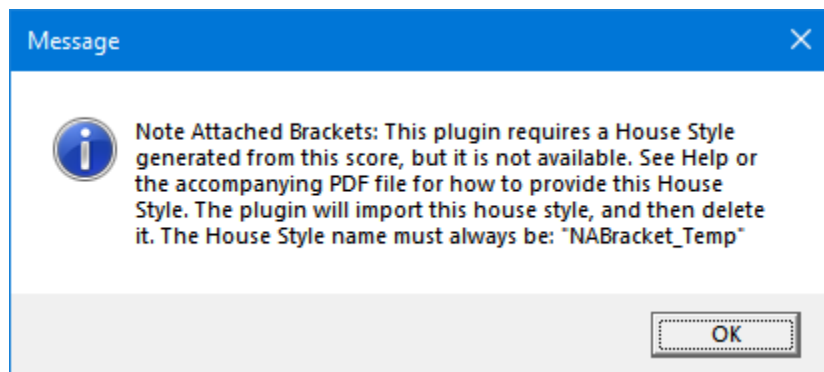 Message
Note Attached Brackets: This plugin requires a House Style
generated from this score, but it is not available. See Help or
the accompanying PDF file for how to provide this House
Style. The plugin will import this house style, and then delete
it. The House Style name must always be: "NABracket_Temp"
OK